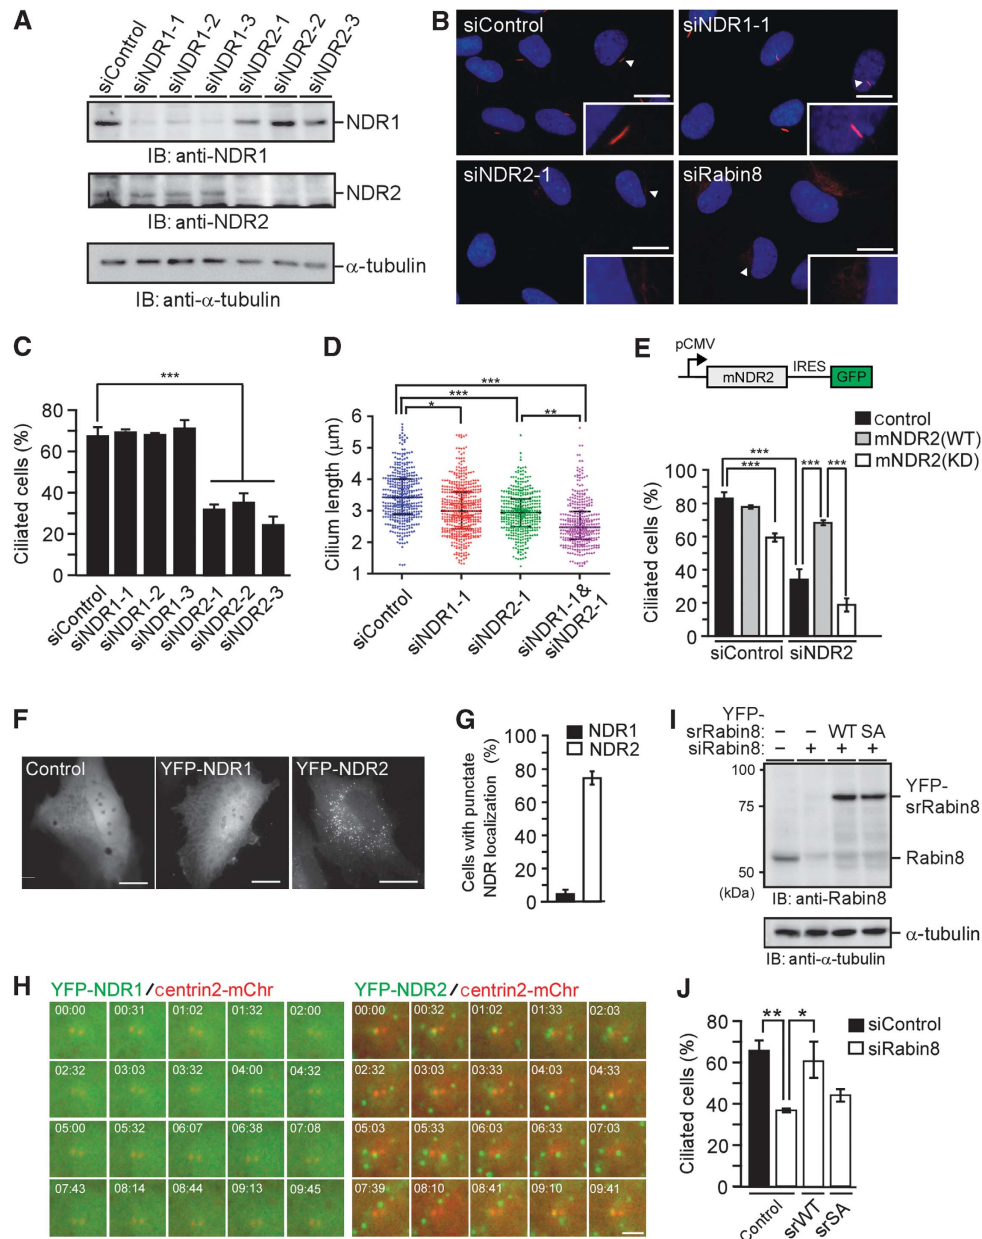 A
siControl
siNDR1-1
siNDR1-2
siNDR1-3
siNDR2-1
siNDR2-2
siNDR2-3
NDR1
IB: anti-NDR1
NDR2
IB: anti-NDR2
α-tubulin
IB: anti-α-tubulin
B
siControl
siNDR1-1
siNDR2-1
siRabin8
C
***
Ciliated cells (%)
80
60
40
20
0
siControl
siNDR1-1
siNDR1-2
siNDR1-3
siNDR2-1
siNDR2-2
siNDR2-3
D
***
***
*
**
Cilium length (μm)
6
5
4
3
2
1
siControl
siNDR1-1
siNDR2-1
siNDR1-1&
siNDR2-1
E
pCMV
mNDR2
IRES
GFP
control
mNDR2(WT)
mNDR2(KD)
***
***
***
***
Ciliated cells (%)
100
80
60
40
20
0
siControl
siNDR2
F
Control
YFP-NDR1
YFP-NDR2
G
NDR1
NDR2
Cells with punctate
NDR localization (%)
100
80
60
40
20
0
H
YFP-NDR1/centrin2-mChr
00:00 00:31 01:02 01:32 02:00
02:32 03:03 03:32 04:00 04:32
05:00 05:32 06:07 06:38 07:08
07:43 08:14 08:44 09:13 09:45
YFP-NDR2/centrin2-mChr
00:00 00:32 01:02 01:33 02:03
02:32 03:03 03:33 04:03 04:33
05:03 05:33 06:03 06:33 07:03
07:39 08:10 08:41 09:10 09:41
I
YFP-
srRabin8: – – WT SA
siRabin8: – + + +
100
75
50
(kDa)
YFP-
srRabin8
Rabin8
IB: anti-Rabin8
α-tubulin
IB: anti-α-tubulin
J
siControl
siRabin8
**
*
Ciliated cells (%)
80
60
40
20
0
Control
srWT
srSA